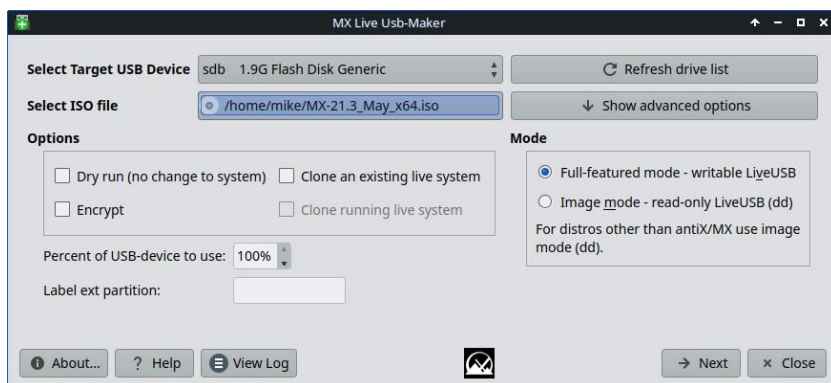 MX Live Usb-Maker
Select Target USB Device sdb 1.9G Flash Disk Generic Refresh drive list
Select ISO file /home/mike/MX-21.3_May_x64.iso Show advanced options
Options Mode
Dry run (no change to system) Clone an existing live system Full-featured mode - writable LiveUSB
Encrypt Clone running live system Image mode - read-only LiveUSB (dd)
For distros other than antiX/MX use image
mode (dd).
Percent of USB-device to use: 100%
Label ext partition:
About... ? Help View Log Next Close